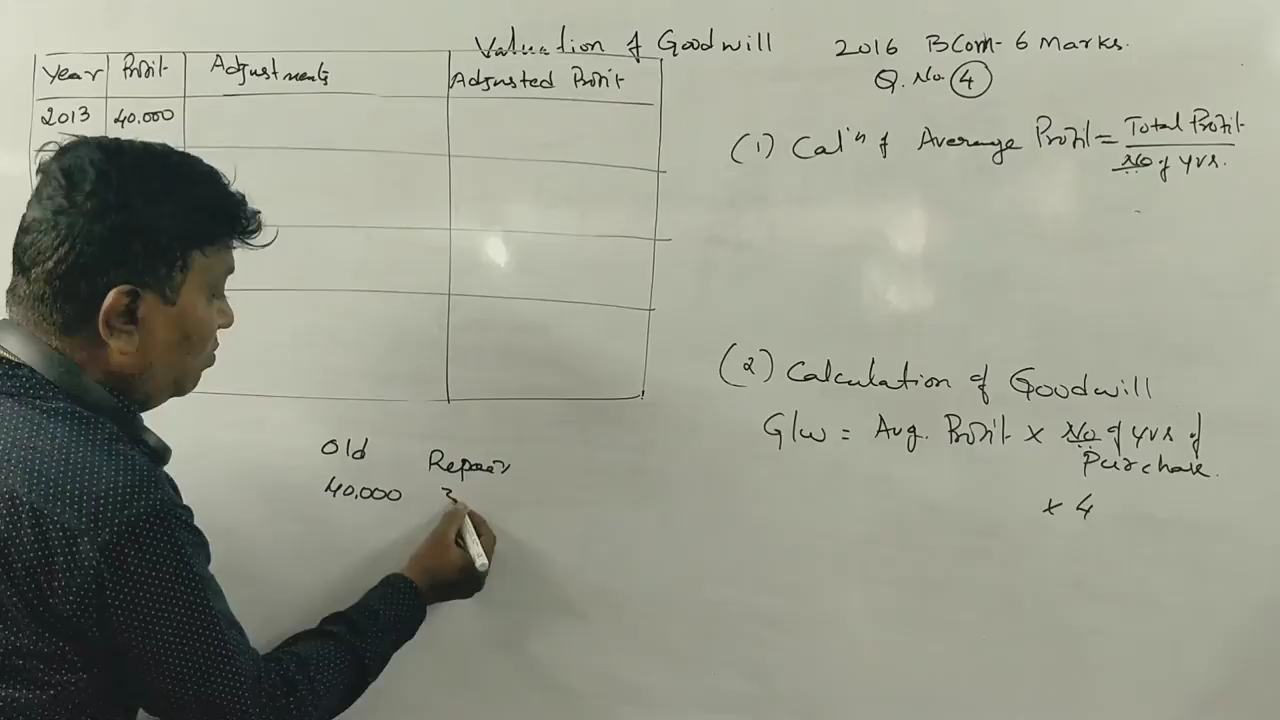 Valuation of Goodwill
2016 BCom - 6 Marks.
Q. No. 4
Year Profit Adjustments Adjusted Profit
2013 40,000
(1) Cal'n of Average Profit = Total Profit
No of yrs.
(2) Calculation of Goodwill
G/w = Avg. Profit × No of yrs of
Purchase.
× 4
Old Repairs
40,000